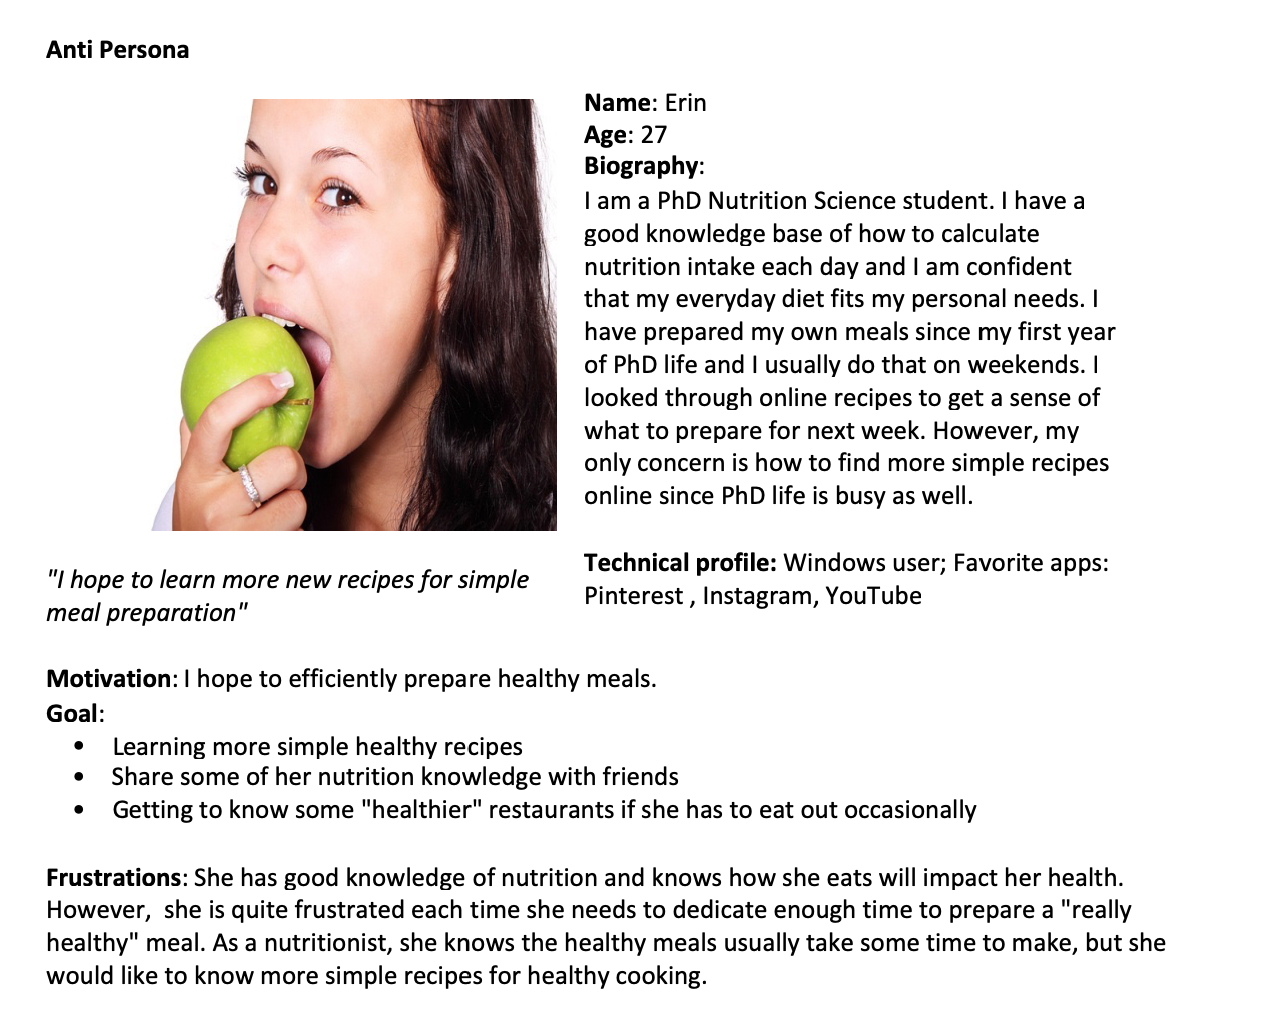 Anti Persona
Name: Erin
Age: 27
Biography:
I am a PhD Nutrition Science student. I have a
good knowledge base of how to calculate
nutrition intake each day and I am confident
that my everyday diet fits my personal needs. I
have prepared my own meals since my first year
of PhD life and I usually do that on weekends. I
looked through online recipes to get a sense of
what to prepare for next week. However, my
only concern is how to find more simple recipes
online since PhD life is busy as well.
Technical profile: Windows user; Favorite apps:
Pinterest , Instagram, YouTube
"I hope to learn more new recipes for simple
meal preparation"
Motivation: I hope to efficiently prepare healthy meals.
Goal:
• Learning more simple healthy recipes
• Share some of her nutrition knowledge with friends
• Getting to know some "healthier" restaurants if she has to eat out occasionally
Frustrations: She has good knowledge of nutrition and knows how she eats will impact her health.
However,  she is quite frustrated each time she needs to dedicate enough time to prepare a "really
healthy" meal. As a nutritionist, she knows the healthy meals usually take some time to make, but she
would like to know more simple recipes for healthy cooking.